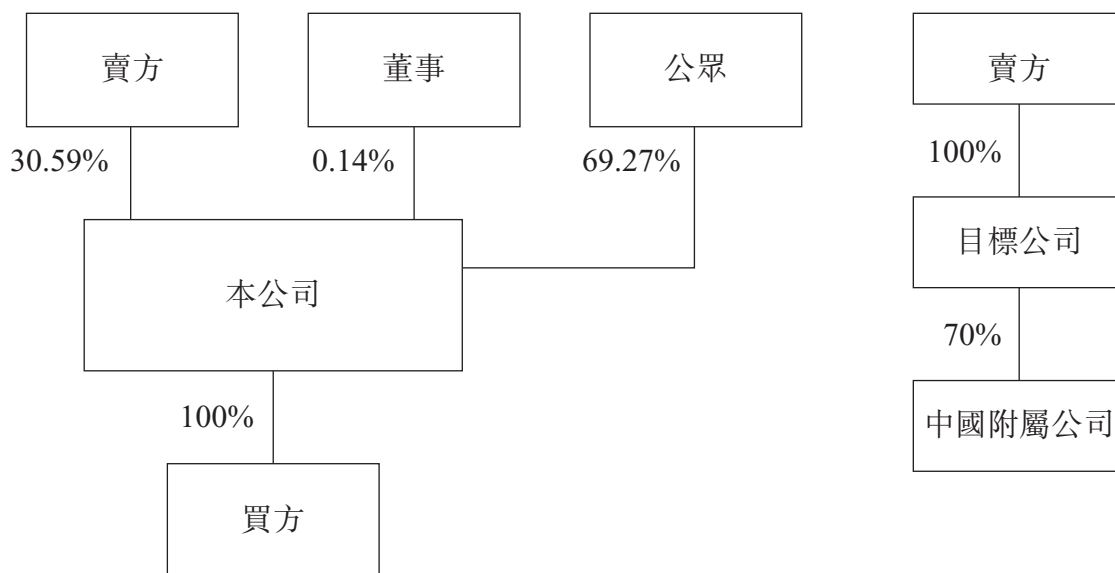 賣方
董事
公眾
賣方
30.59%
0.14%
69.27%
100%
本公司
目標公司
100%
70%
買方
中國附屬公司